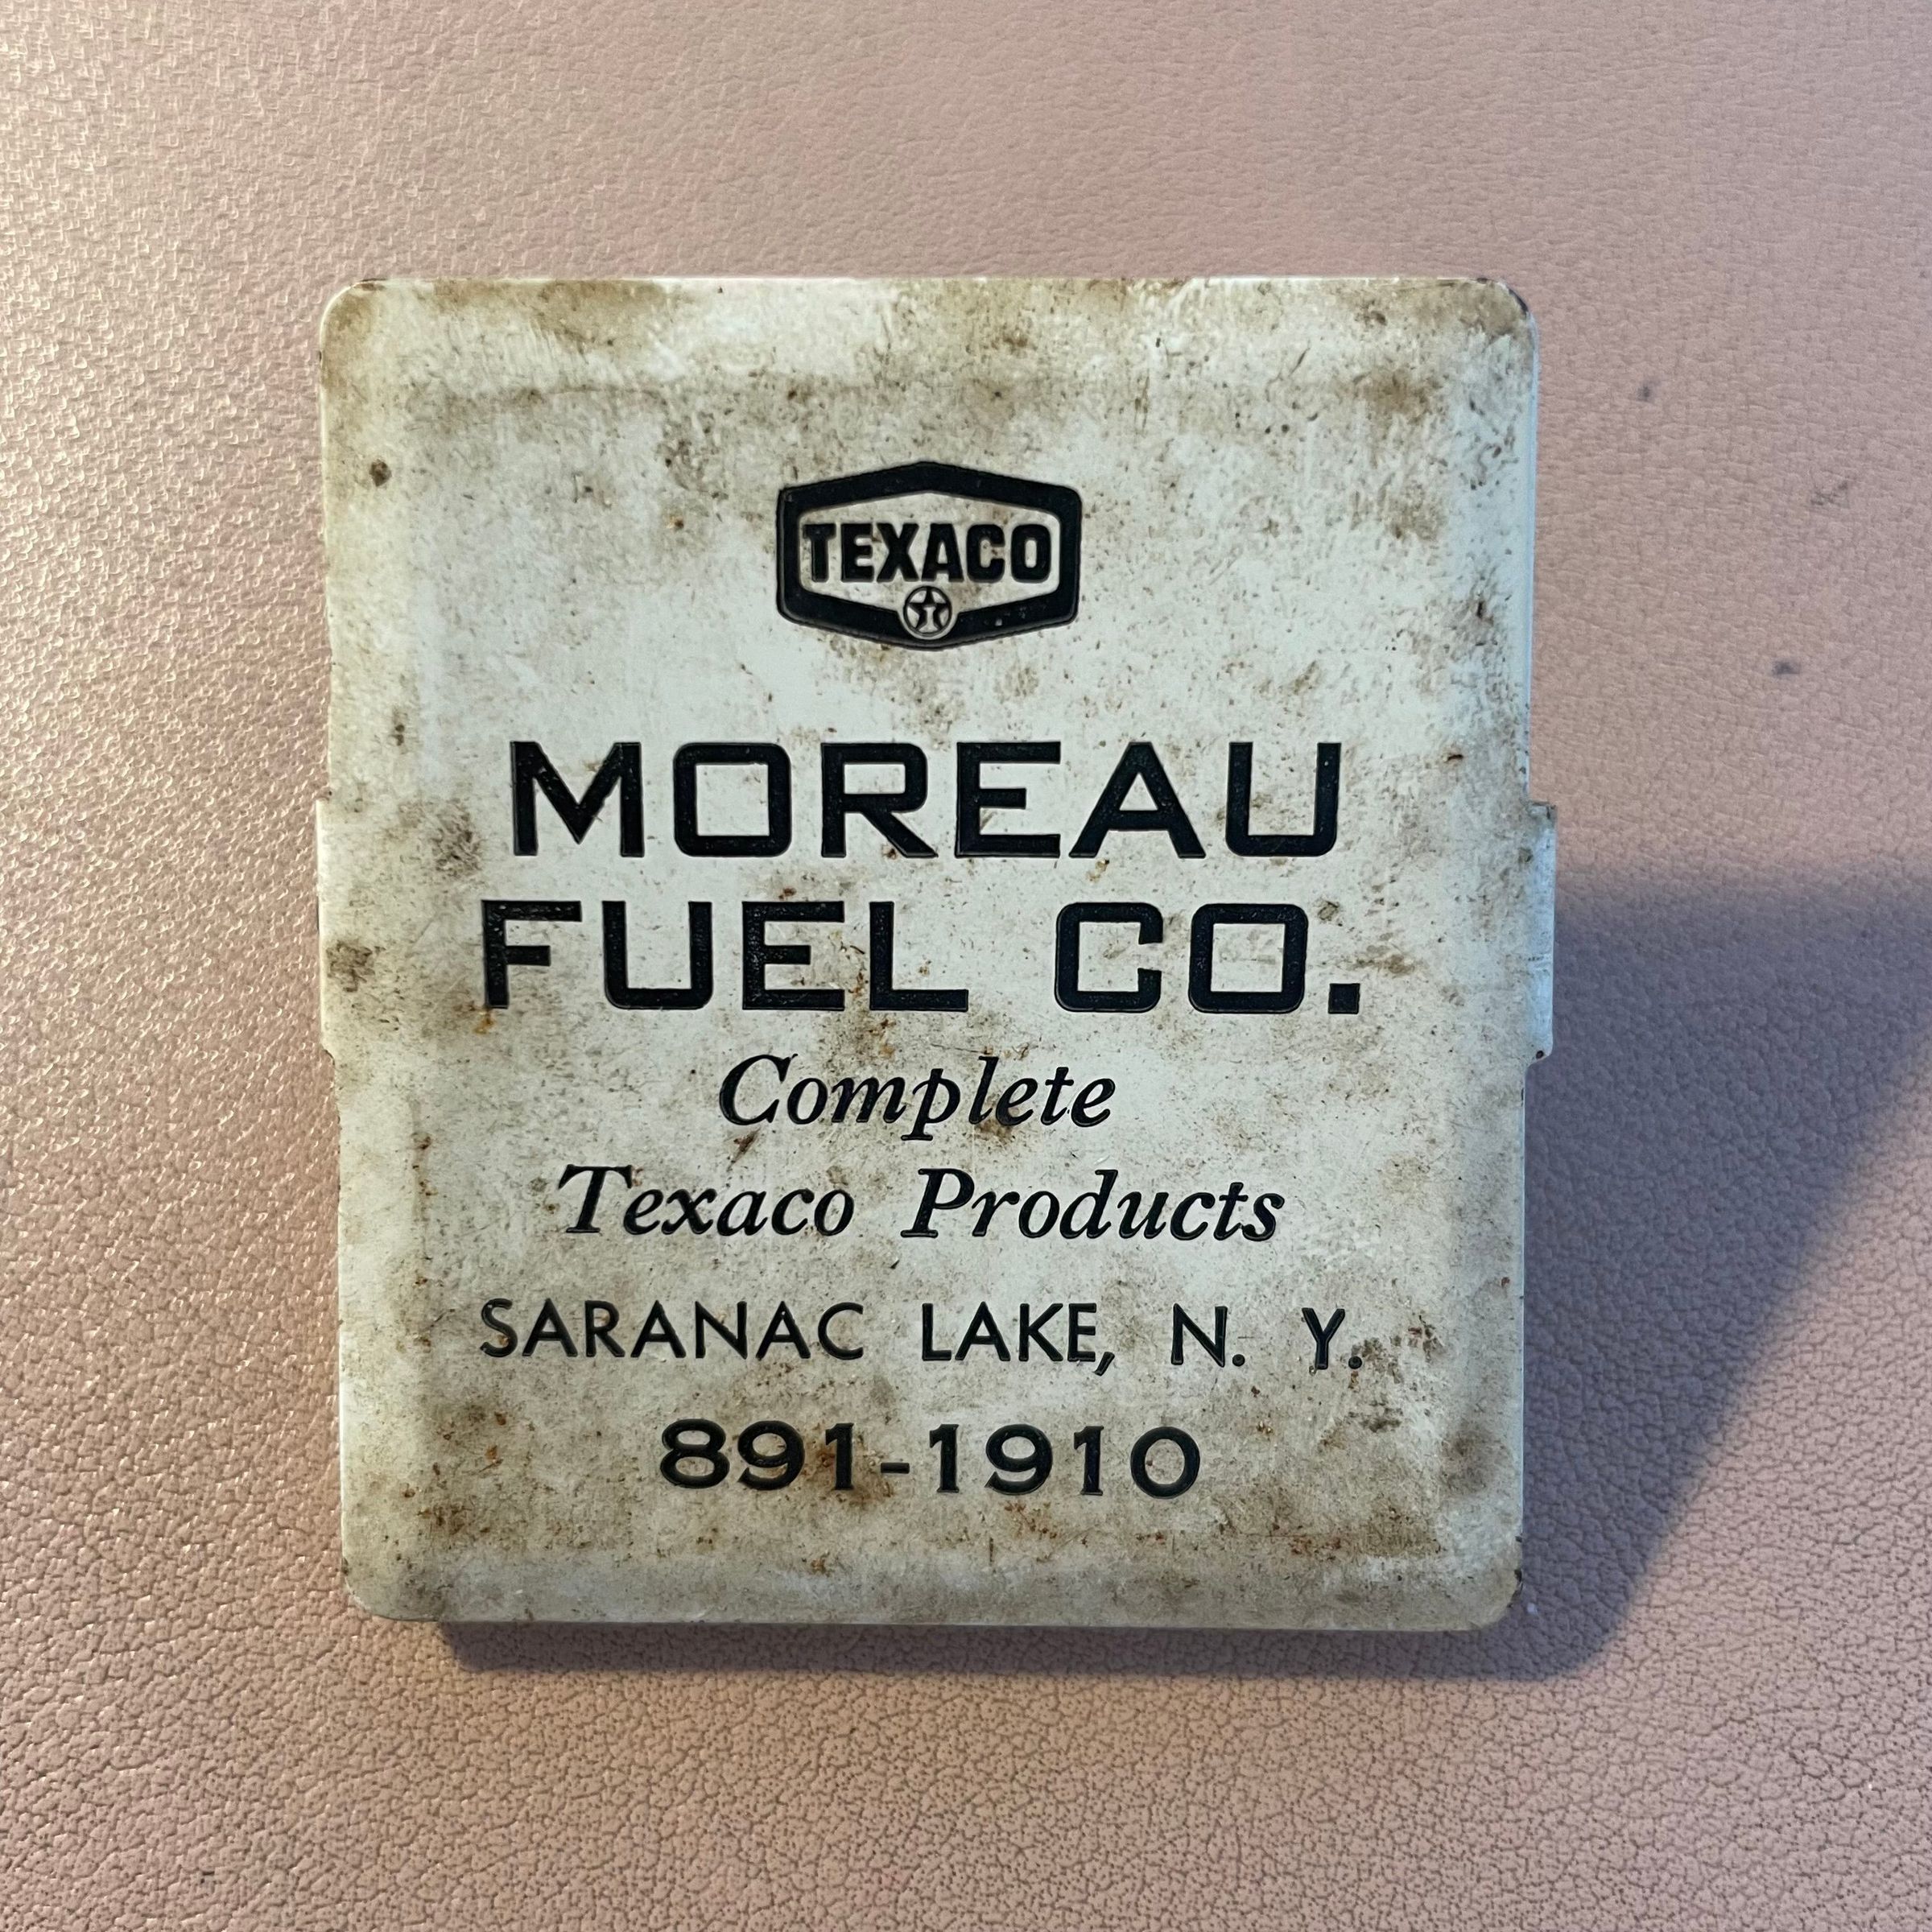 TEXACO
MOREAU
FUEL CO.
Complete
Texaco Products
SARANAC LAKE, N. Y.
891-1910